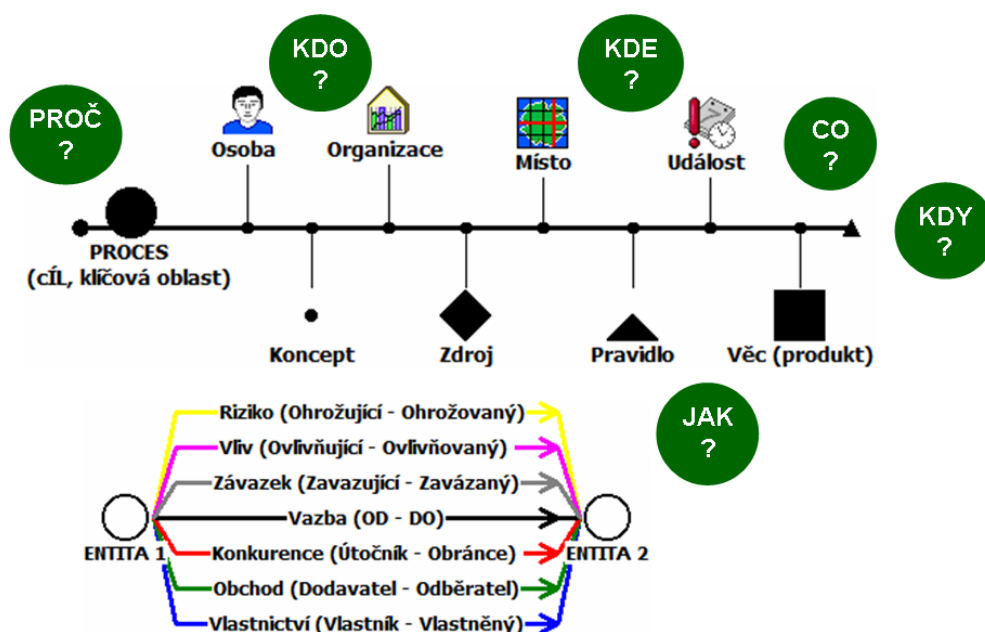 KDO
?
KDE
?
PROČ
?
CO
?
Osoba
Organizace
Místo
Událost
KDY
?
PROCES
(cÍL, klíčová oblast)
Koncept
Zdroj
Pravidlo
Věc (produkt)
JAK
?
Riziko (Ohrožující - Ohrožovaný)
Vliv (Ovlivňující - Ovlivňovaný)
Závazek (Zavazující - Zavázaný)
Vazba (OD - DO)
ENTITA 1
Konkurence (Útočník - Obránce)
ENTITA 2
Obchod (Dodavatel - Odběratel)
Vlastnictví (Vlastník - Vlastněný)